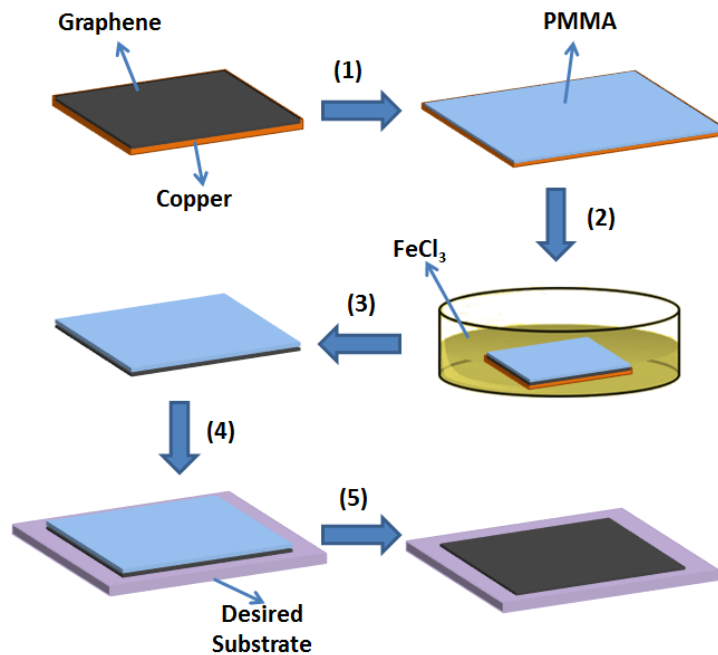 Graphene
(1)
PMMA
Copper
(2)
FeCl₃
(3)
(4)
(5)
Desired
Substrate